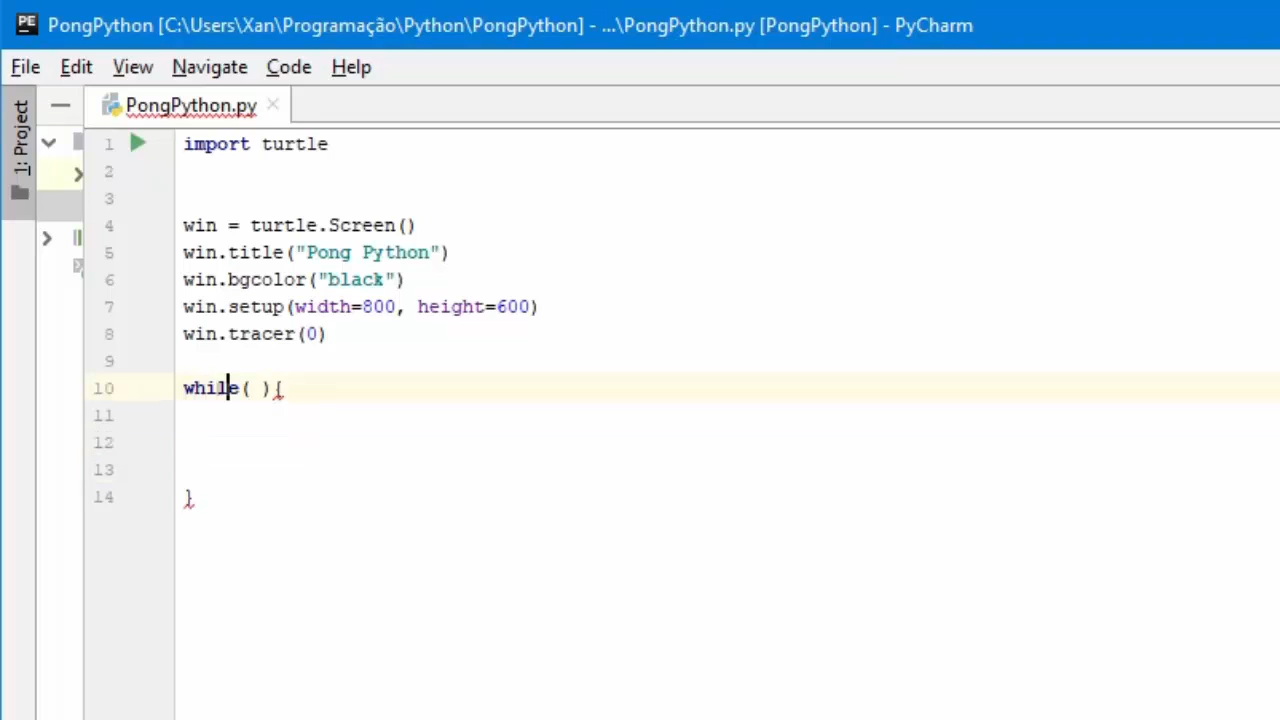 PE PongPython [C:\Users\Xan\Programação\Python\PongPython] - ...\PongPython.py [PongPython] - PyCharm
File Edit View Navigate Code Help
1: Project
PongPython.py
1 import turtle
2
3
4 win = turtle.Screen()
5 win.title("Pong Python")
6 win.bgcolor("black")
7 win.setup(width=800, height=600)
8 win.tracer(0)
9
10 while( ){
11
12
13
14 }